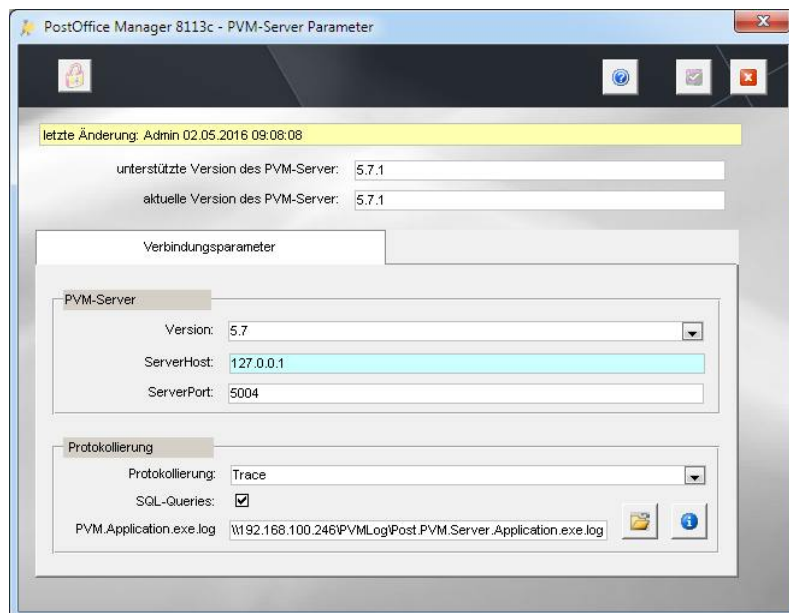 PostOffice Manager 8113c - PVM-Server Parameter
letzte Änderung: Admin 02.05.2016 09:08:08
unterstützte Version des PVM-Server: 5.7.1
aktuelle Version des PVM-Server: 5.7.1
Verbindungsparameter
PVM-Server
Version: 5.7
ServerHost: 127.0.0.1
ServerPort: 5004
Protokollierung
Protokollierung: Trace
SQL-Queries:
PVM.Application.exe.log \\192.168.100.246\PVMLog\Post.PVM.Server.Application.exe.log